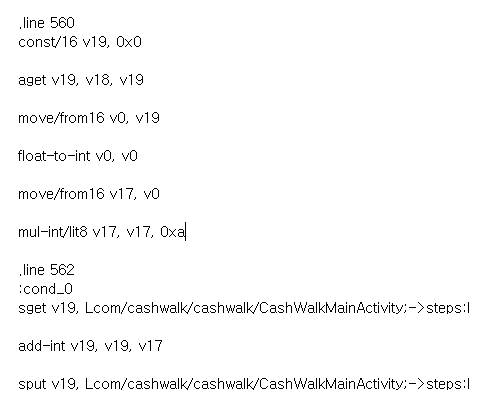 .line 560
const/16 v19, 0x0
aget v19, v18, v19
move/from16 v0, v19
float-to-int v0, v0
move/from16 v17, v0
mul-int/lit8 v17, v17, 0xa
.line 562
:cond_0
sget v19, Lcom/cashwalk/cashwalk/CashWalkMainActivity;->steps:I
add-int v19, v19, v17
sput v19, Lcom/cashwalk/cashwalk/CashWalkMainActivity;->steps:I